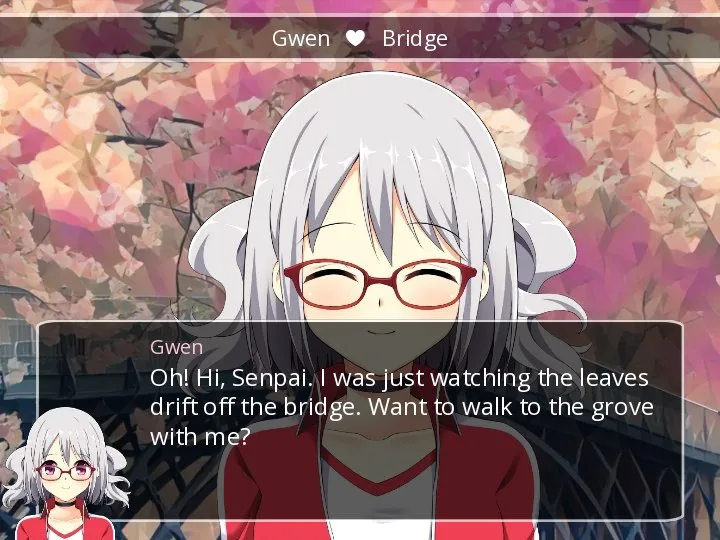 Gwen ♥ Bridge
Gwen
Oh! Hi, Senpai. I was just watching the leaves
drift off the bridge. Want to walk to the grove
with me?